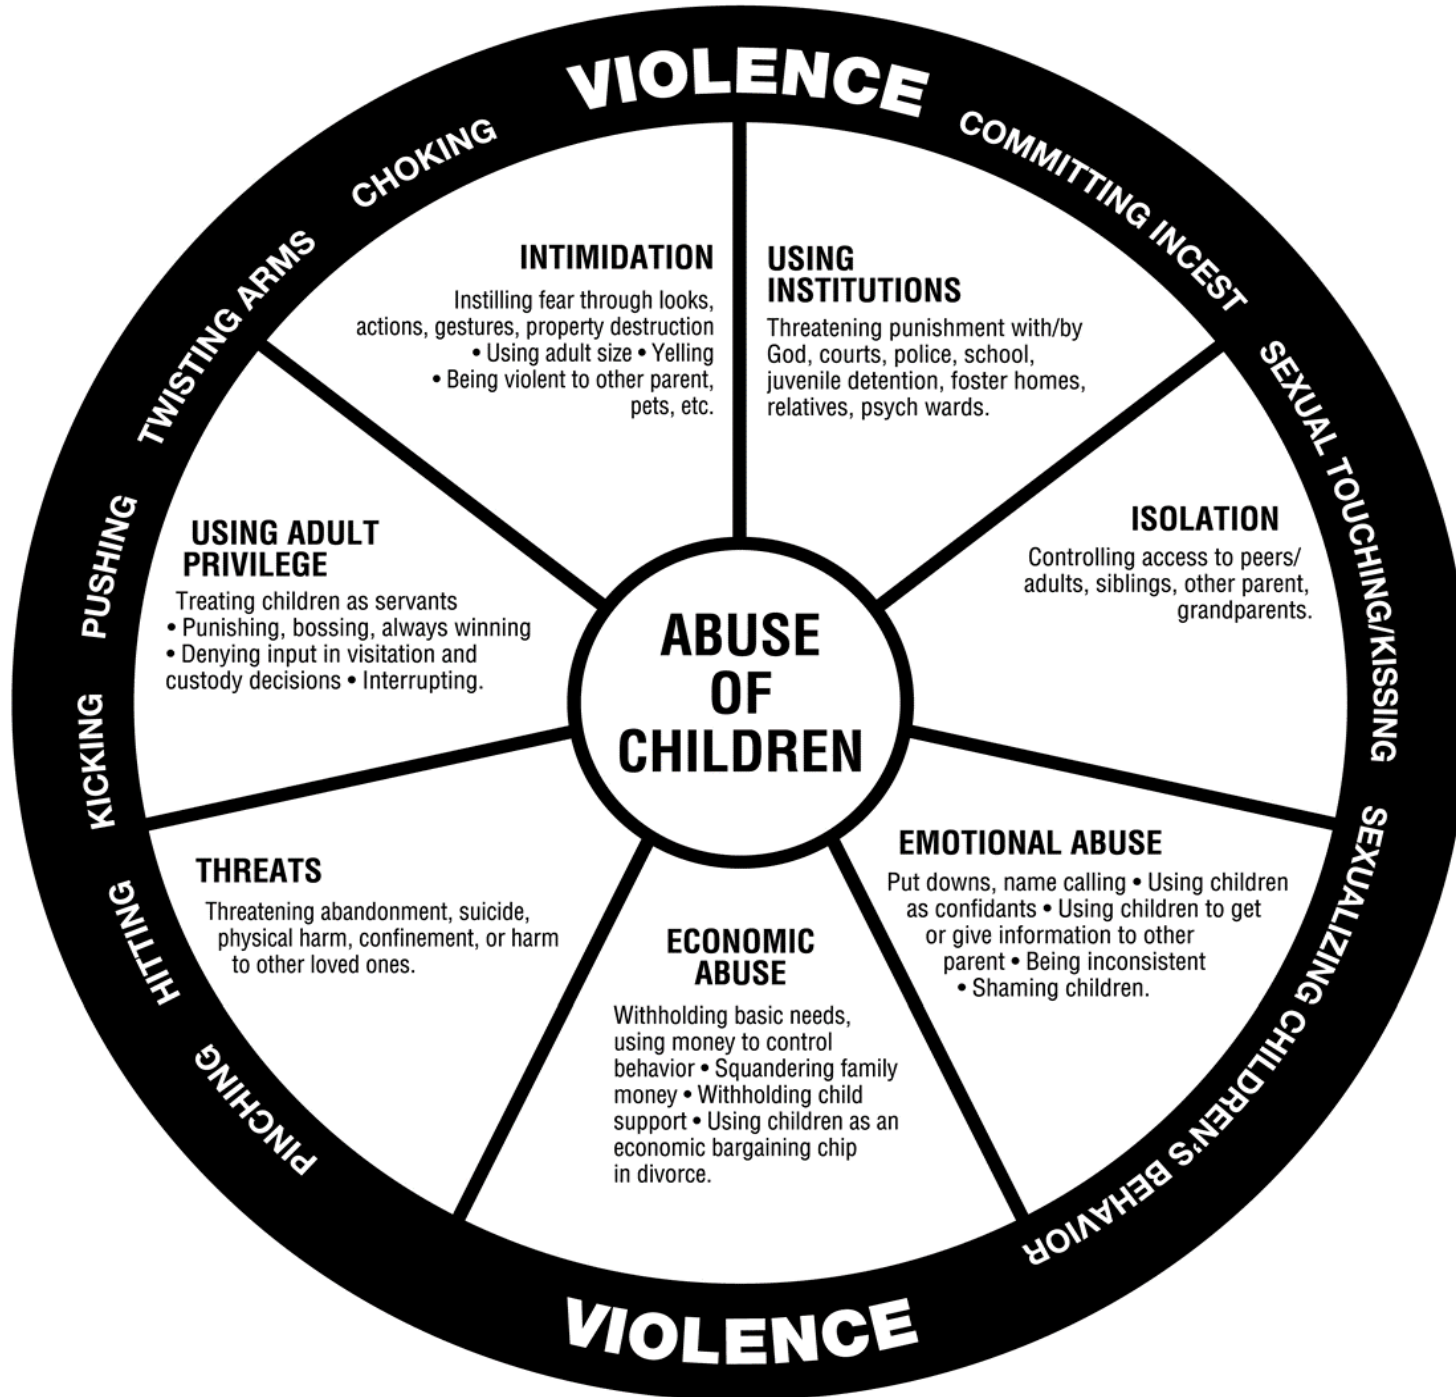 VIOLENCE
COMMITTING INCEST
SEXUAL TOUCHING/KISSING
SEXUALIZING CHILDREN'S BEHAVIOR
VIOLENCE
PINCHING
HITTING
KICKING
PUSHING
TWISTING ARMS
CHOKING
ABUSE
OF
CHILDREN
INTIMIDATION
Instilling fear through looks,
actions, gestures, property destruction
• Using adult size • Yelling
• Being violent to other parent,
pets, etc.
USING
INSTITUTIONS
Threatening punishment with/by
God, courts, police, school,
juvenile detention, foster homes,
relatives, psych wards.
ISOLATION
Controlling access to peers/
adults, siblings, other parent,
grandparents.
EMOTIONAL ABUSE
Put downs, name calling • Using children
as confidants • Using children to get
or give information to other
parent • Being inconsistent
• Shaming children.
ECONOMIC
ABUSE
Withholding basic needs,
using money to control
behavior • Squandering family
money • Withholding child
support • Using children as an
economic bargaining chip
in divorce.
THREATS
Threatening abandonment, suicide,
physical harm, confinement, or harm
to other loved ones.
USING ADULT
PRIVILEGE
Treating children as servants
• Punishing, bossing, always winning
• Denying input in visitation and
custody decisions • Interrupting.